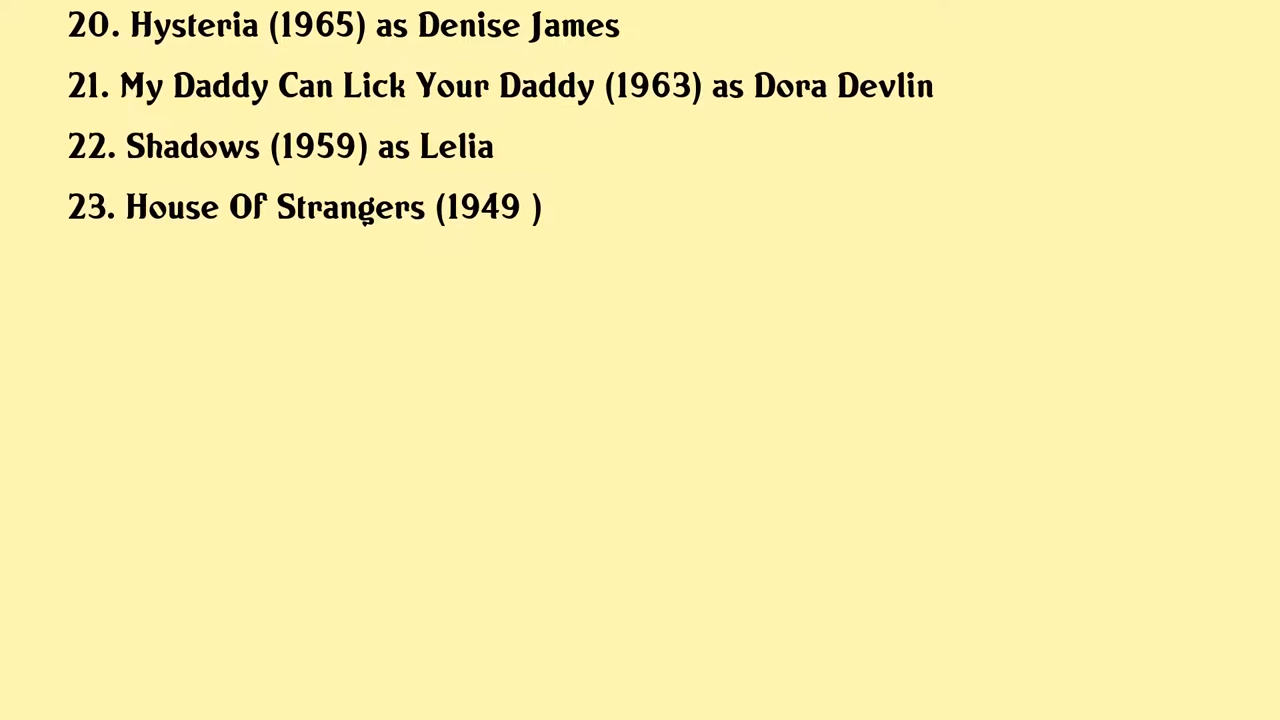 20. Hysteria (1965) as Denise James
21. My Daddy Can Lick Your Daddy (1963) as Dora Devlin
22. Shadows (1959) as Lelia
23. House Of Strangers (1949 )